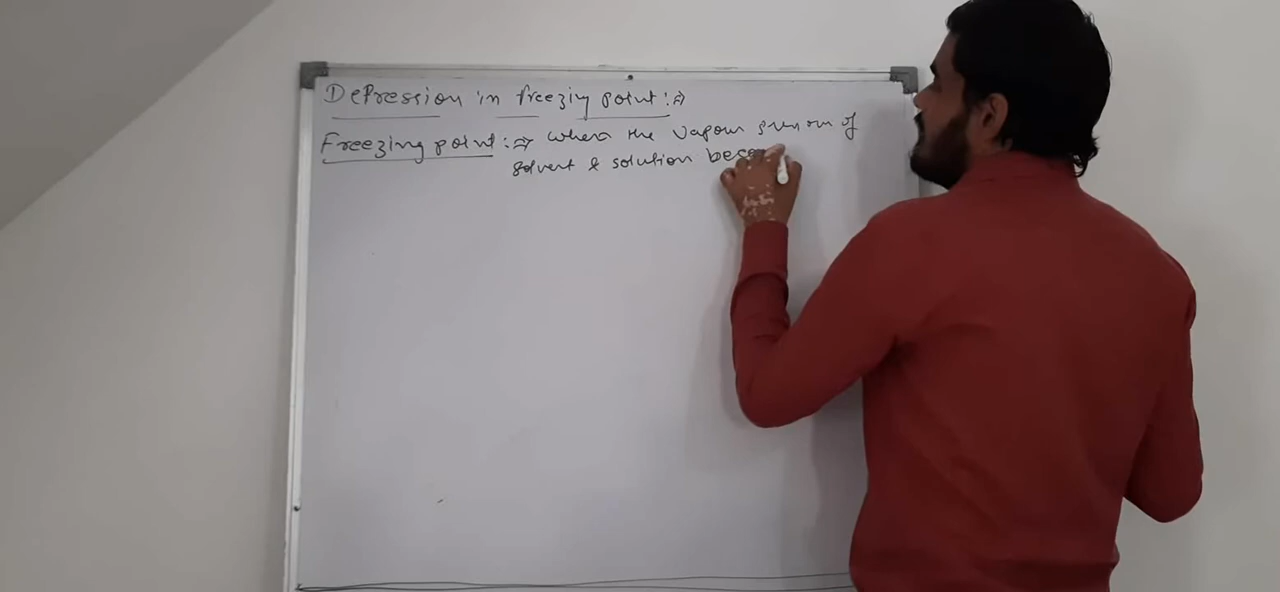 Depression in freezing point :⇒
Freezing point :⇒ When the vapour pressure of
solvent & solution beco